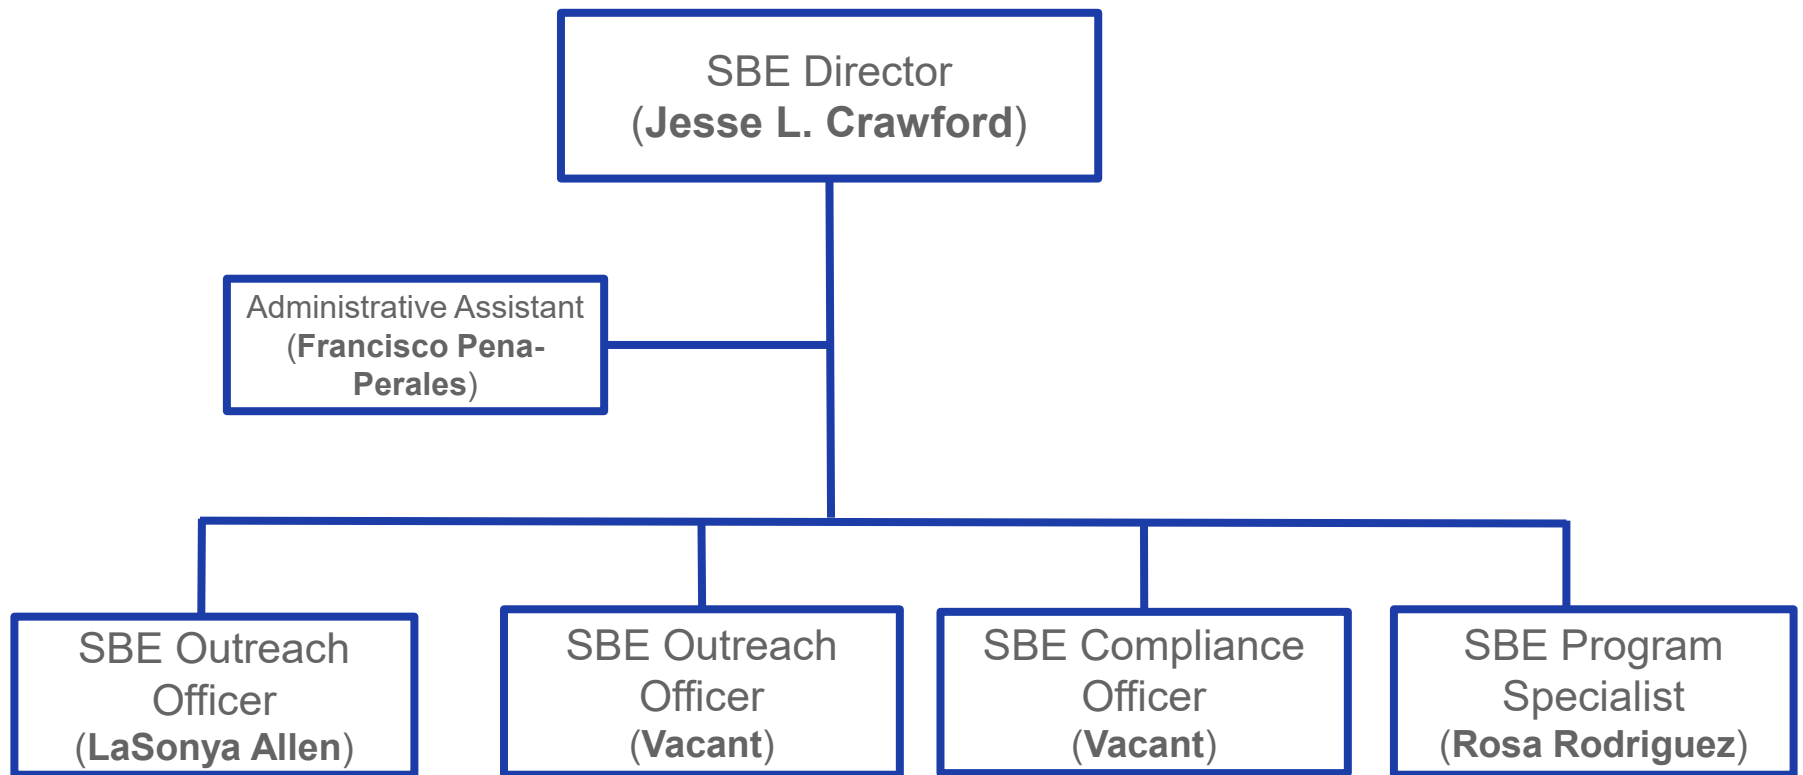 SBE Director
(Jesse L. Crawford)
Administrative Assistant
(Francisco Pena-
Perales)
SBE Outreach
Officer
(LaSonya Allen)
SBE Outreach
Officer
(Vacant)
SBE Compliance
Officer
(Vacant)
SBE Program
Specialist
(Rosa Rodriguez)